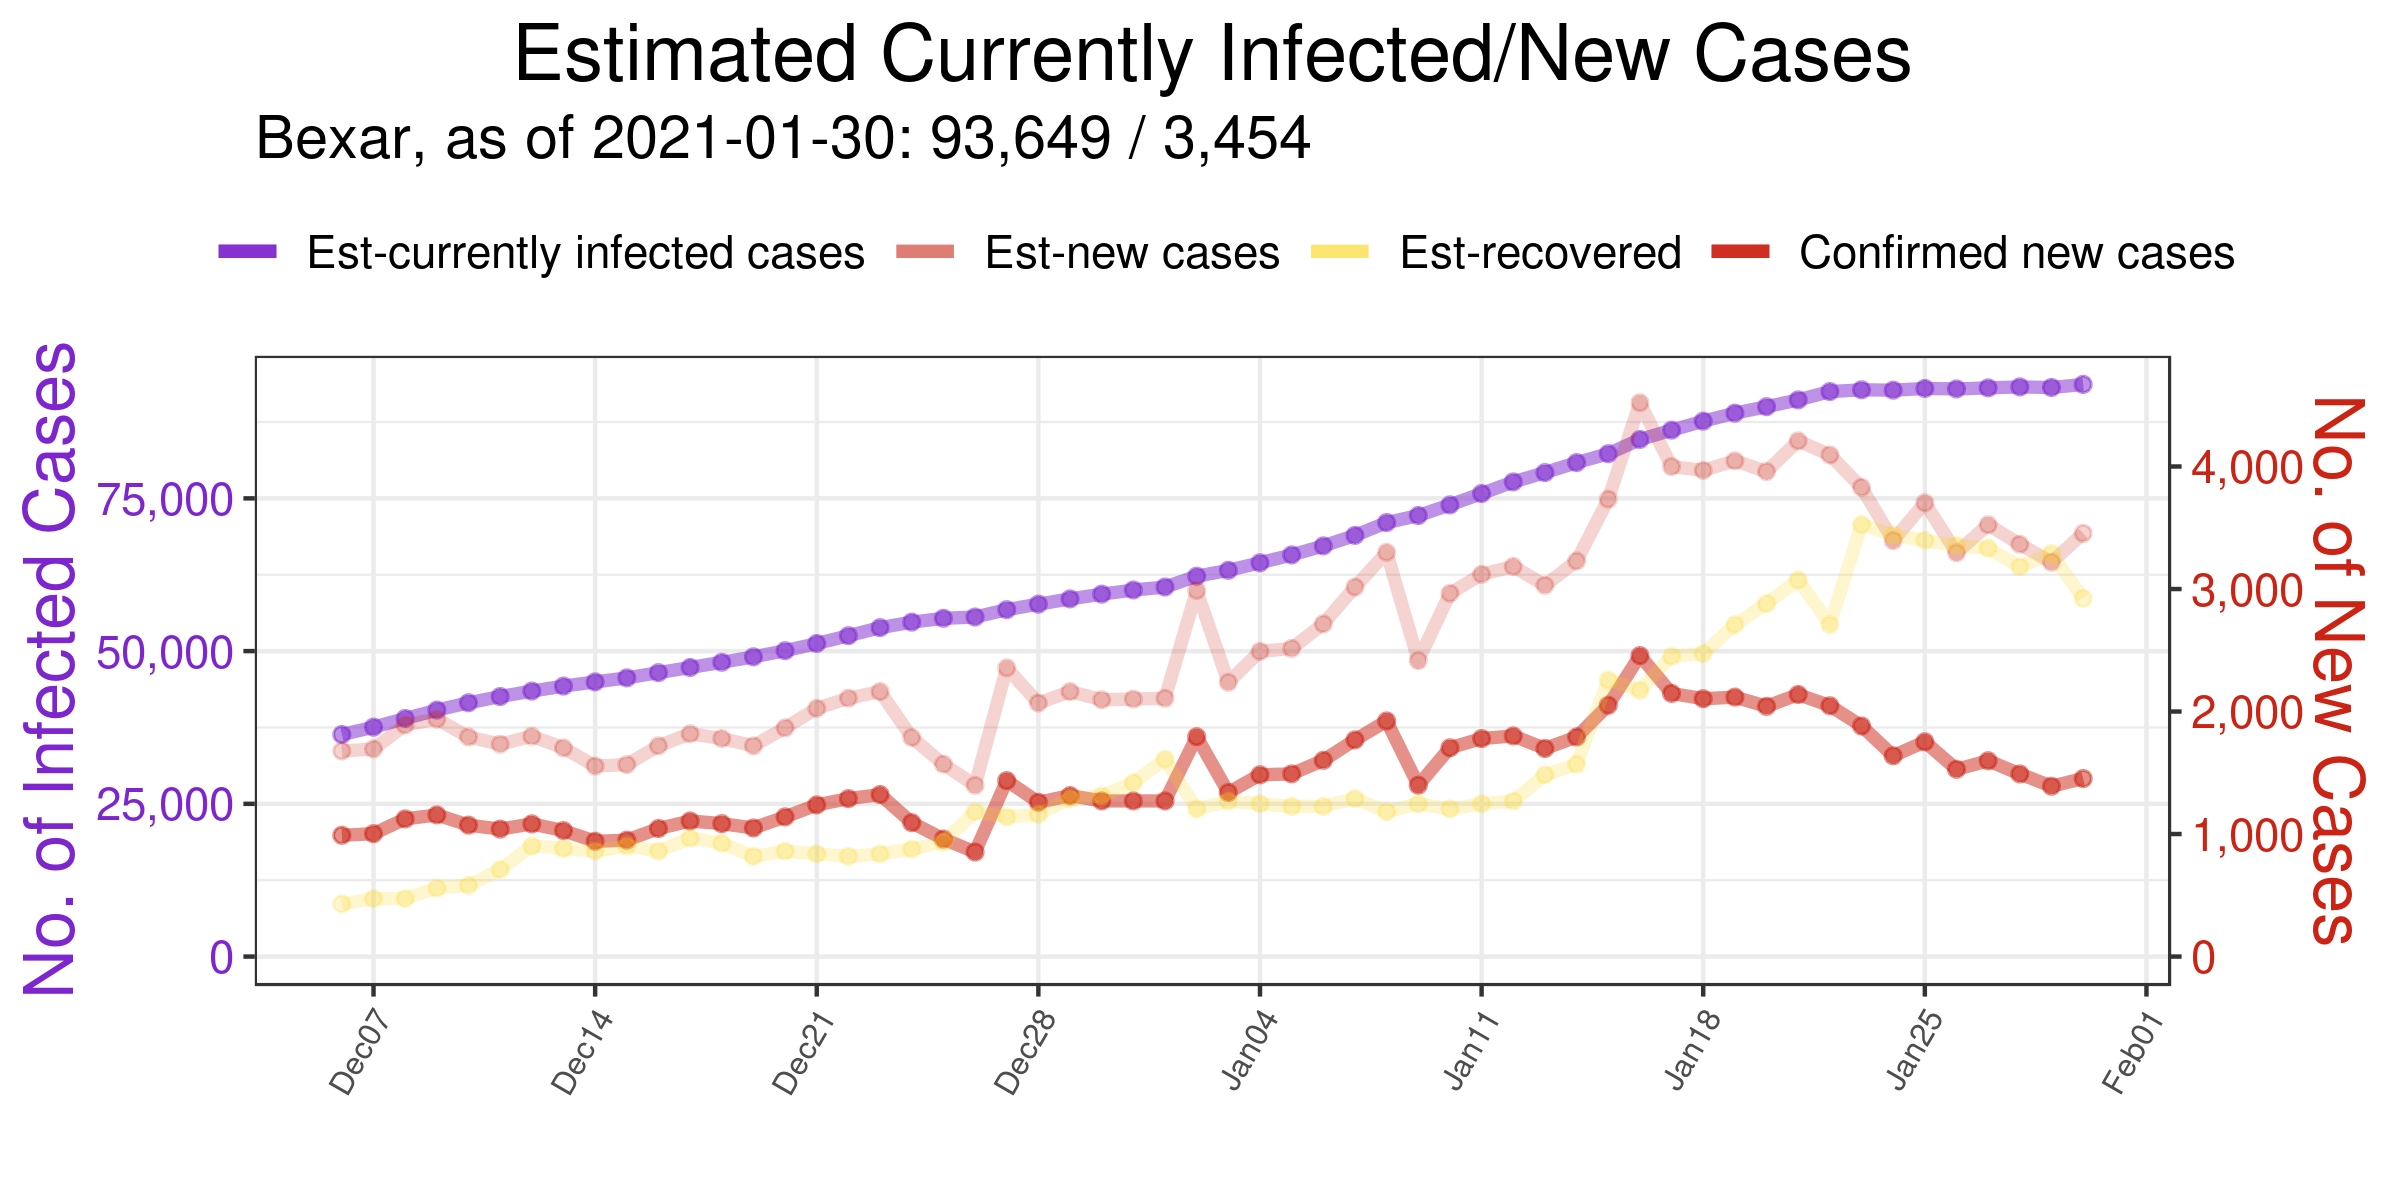 Estimated Currently Infected/New Cases
Bexar, as of 2021-01-30: 93,649 / 3,454
Est-currently infected cases Est-new cases Est-recovered Confirmed new cases
No. of Infected Cases
75,000
50,000
25,000
0
4,000
3,000
2,000
1,000
0
No. of New Cases
Dec07 Dec14 Dec21 Dec28 Jan04 Jan11 Jan18 Jan25 Feb01